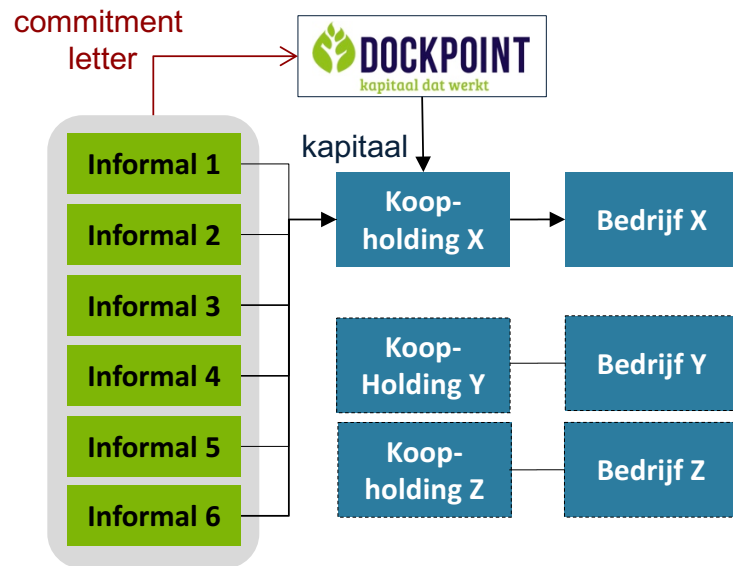 commitment
letter
DOCKPOINT
kapitaal dat werkt
kapitaal
Informal 1
Informal 2
Informal 3
Informal 4
Informal 5
Informal 6
Koop-
holding X
Bedrijf X
Koop-
Holding Y
Bedrijf Y
Koop-
holding Z
Bedrijf Z